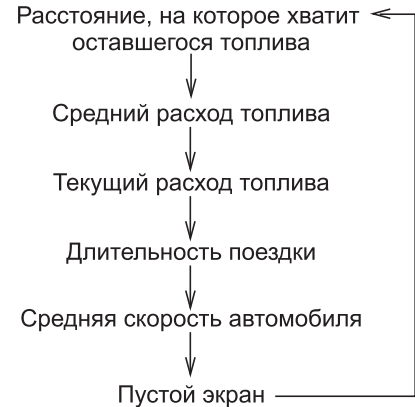 Расстояние, на которое хватит
оставшегося топлива
Средний расход топлива
Текущий расход топлива
Длительность поездки
Средняя скорость автомобиля
Пустой экран